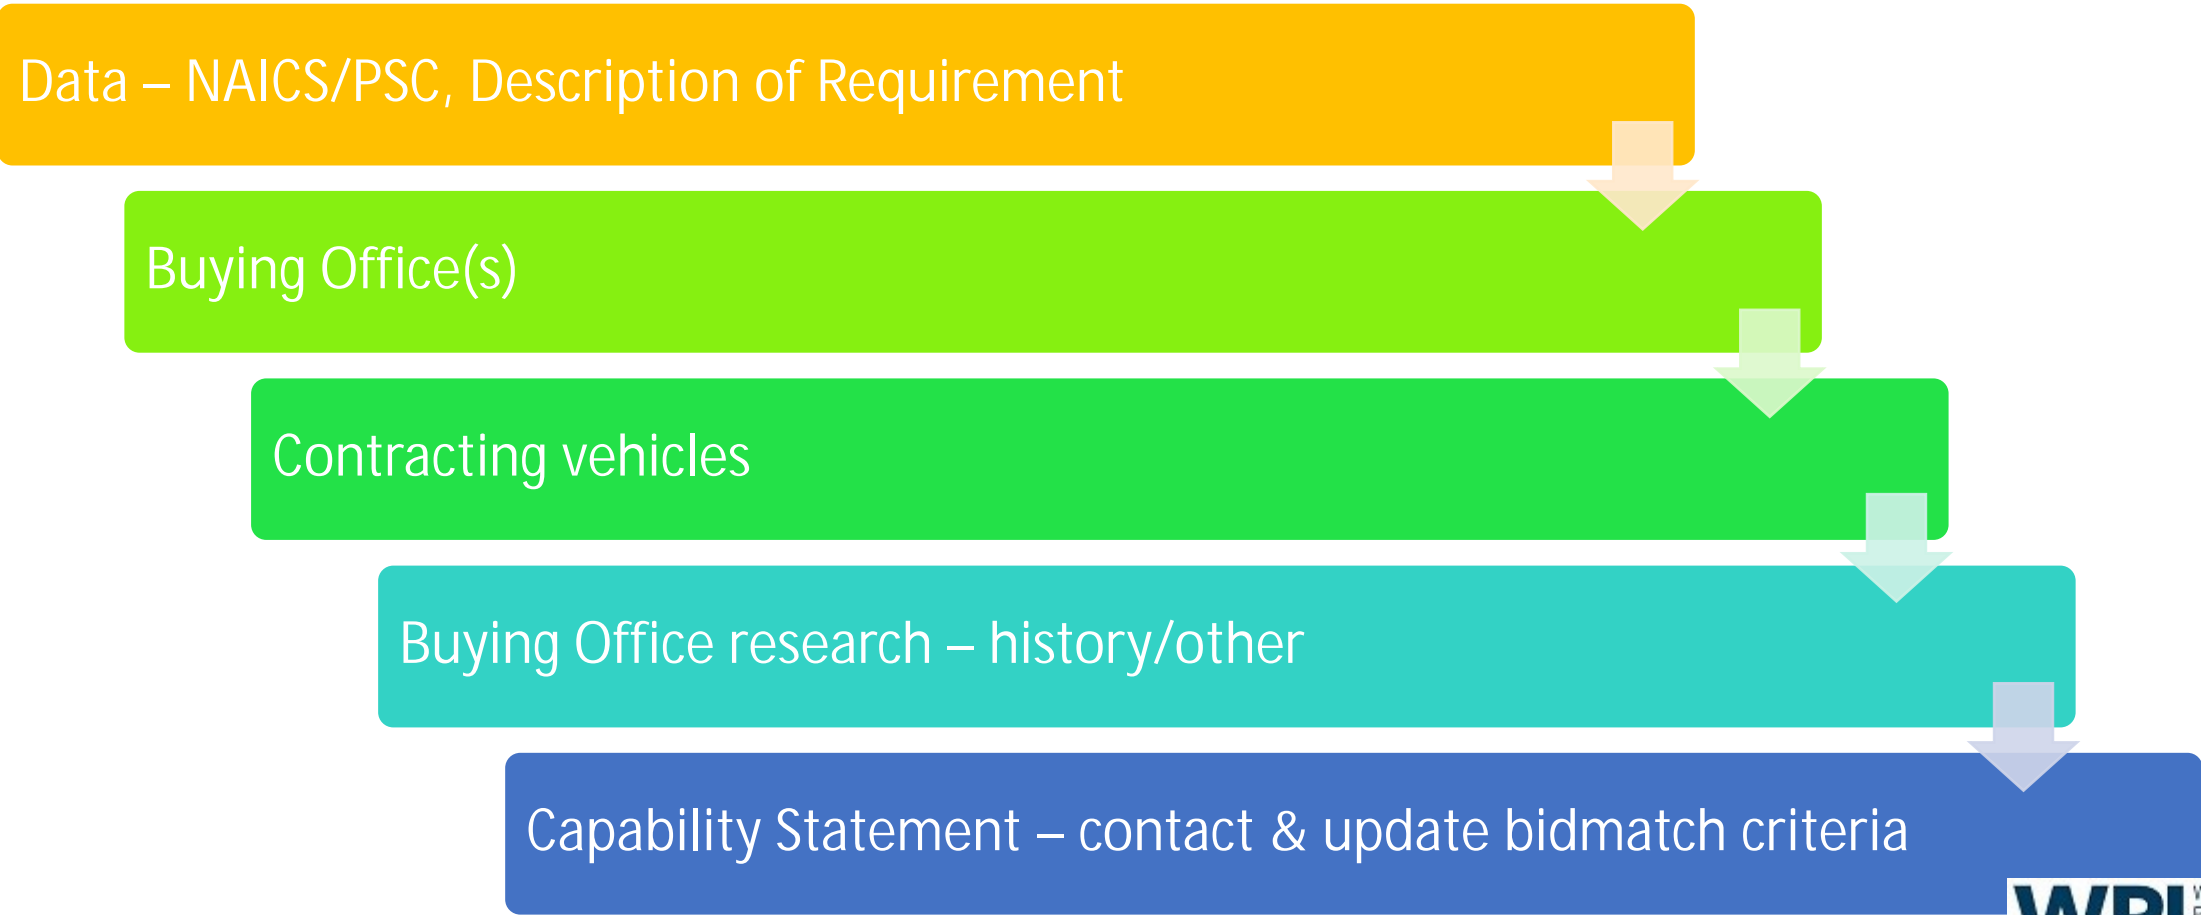 Data – NAICS/PSC, Description of Requirement
Buying Office(s)
Contracting vehicles
Buying Office research – history/other
Capability Statement – contact & update bidmatch criteria